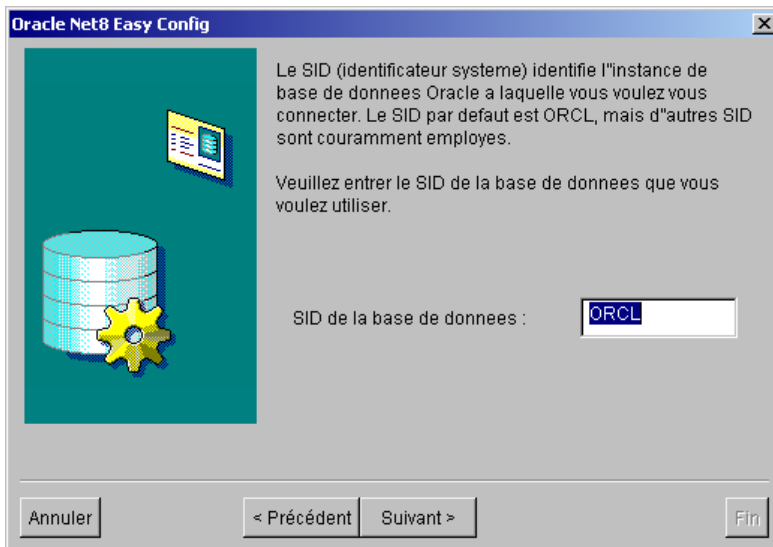 Oracle Net8 Easy Config
Le SID (identificateur systeme) identifie l"instance de
base de donnees Oracle a laquelle vous voulez vous
connecter. Le SID par defaut est ORCL, mais d"autres SID
sont couramment employes.
Veuillez entrer le SID de la base de donnees que vous
voulez utiliser.
SID de la base de donnees :
ORCL
Annuler
< Précédent
Suivant >
Fin